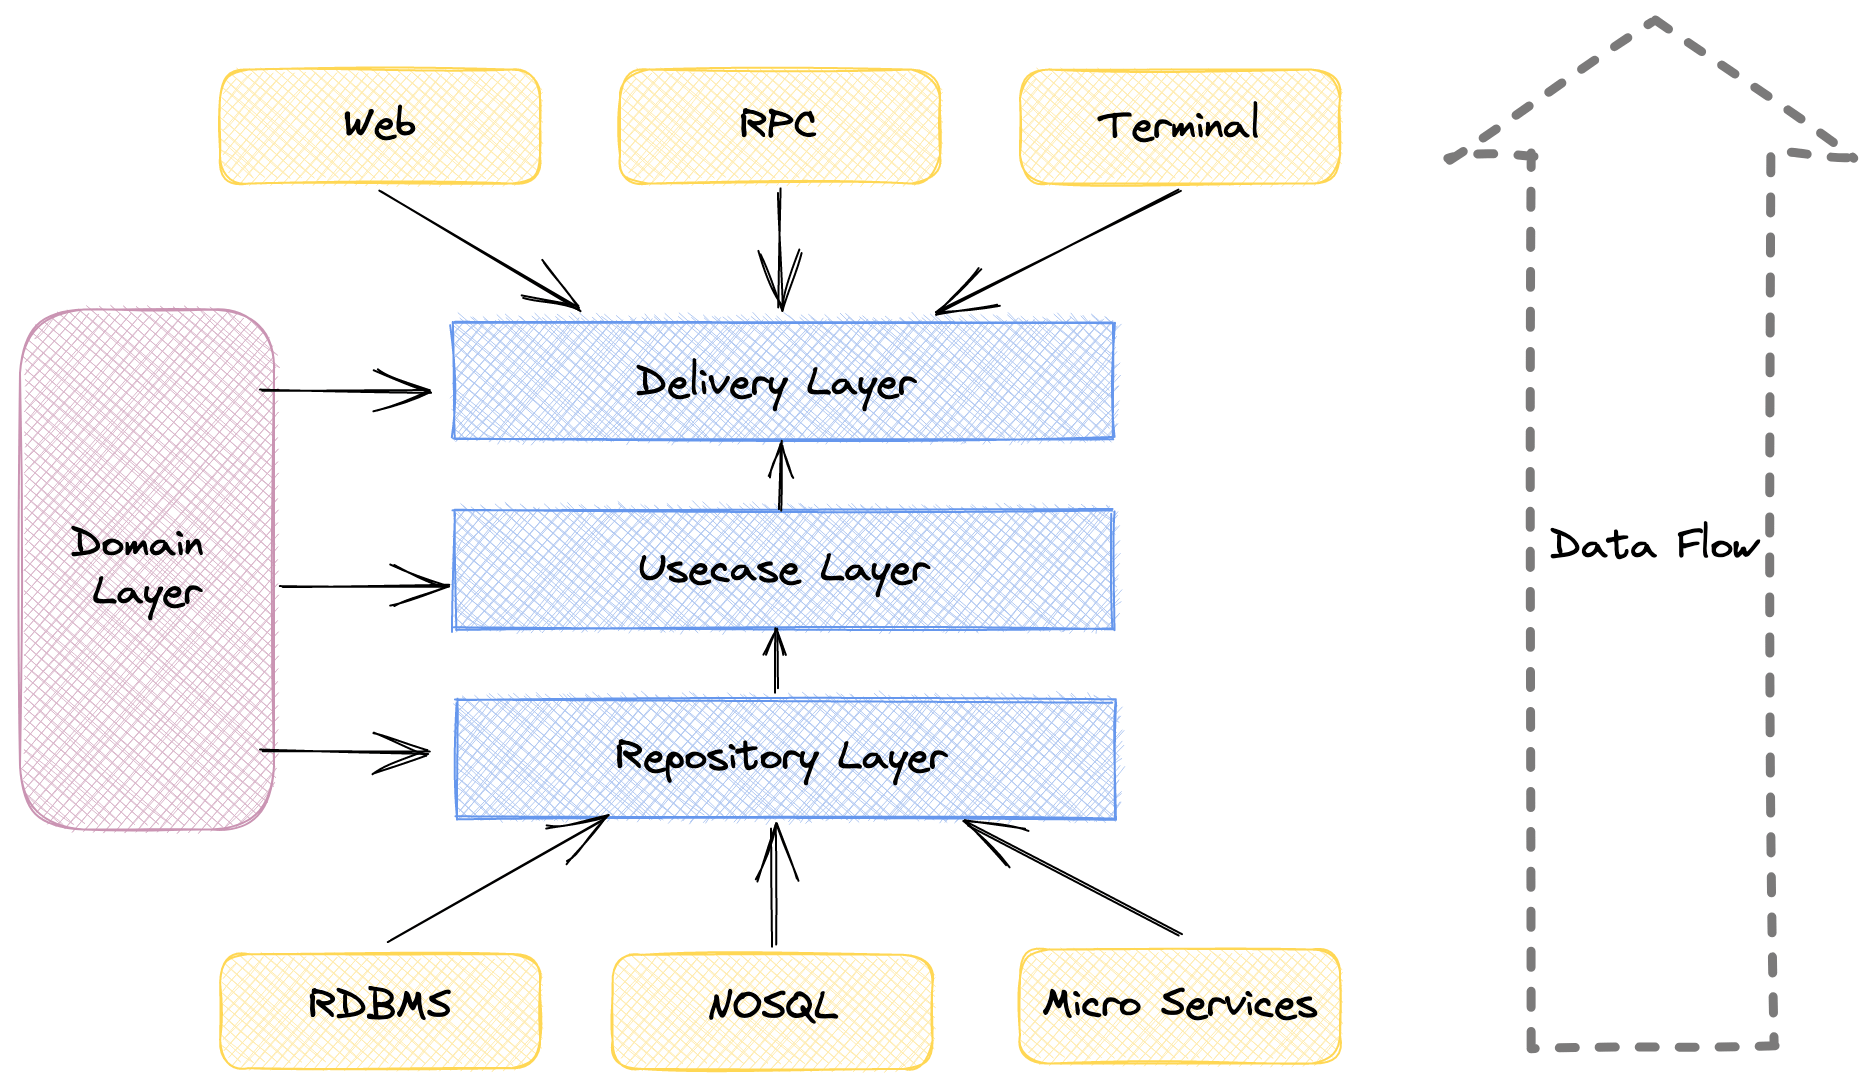 Web
RPC
Terminal
Delivery Layer
Domain
Layer
Usecase Layer
Data Flow
Repository Layer
RDBMS
NOSQL
Micro Services